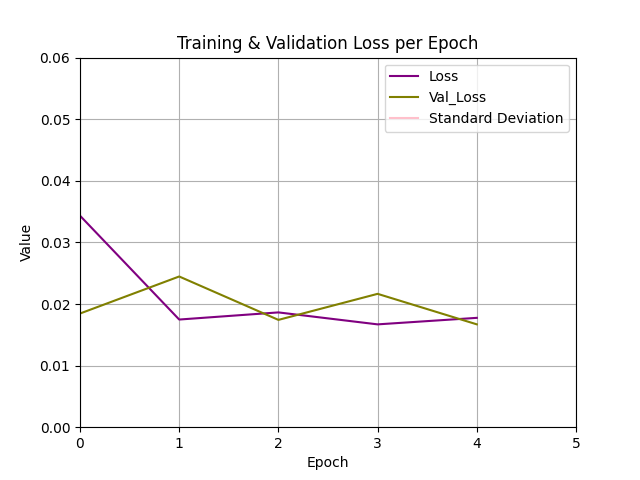 Training & Validation Loss per Epoch
0.06
0.05
0.04
0.03
0.02
0.01
0.00
Value
Loss
Val_Loss
Standard Deviation
0 1 2 3 4 5
Epoch